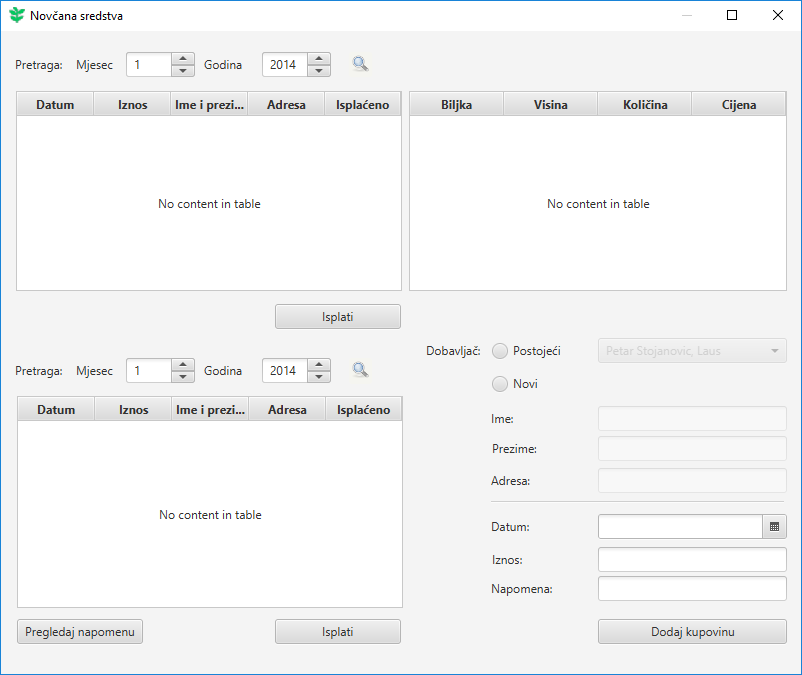 Novčana sredstva
Pretraga: Mjesec 1 Godina 2014
Datum Iznos Ime i prezi... Adresa Isplaćeno
No content in table
Biljka Visina Količina Cijena
No content in table
Isplati
Pretraga: Mjesec 1 Godina 2014
Datum Iznos Ime i prezi... Adresa Isplaćeno
No content in table
Pregledaj napomenu Isplati
Dobavljač: Postojeći Petar Stojanovic, Laus
Novi
Ime:
Prezime:
Adresa:
Datum:
Iznos:
Napomena:
Dodaj kupovinu